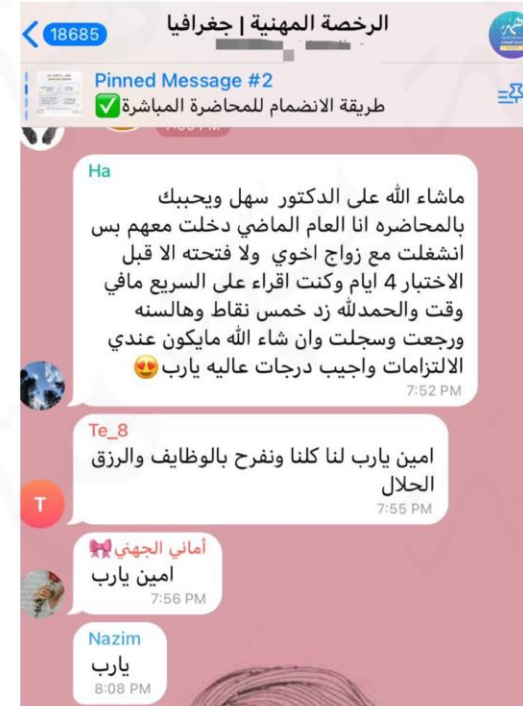 18685
الرخصة المهنية | جغرافيا
Pinned Message #2
طريقة الانضمام للمحاضرة المباشرة✅
Ha
ماشاء الله على الدكتور سهل ويحببك
بالمحاضره انا العام الماضي دخلت معهم بس
انشغلت مع زواج اخوي ولا فتحته الا قبل
الاختبار 4 ايام وكنت اقراء على السريع مافي
وقت والحمدلله زد خمس نقاط وهالسنه
ورجعت وسجلت وان شاء الله مايكون عندي
الالتزامات واجيب درجات عاليه يارب😍
7:52 PM
Te_8
امين يارب لنا كلنا ونفرح بالوظايف والرزق
الحلال
7:55 PM
T
أماني الجهني🎀
امين يارب
7:56 PM
Nazim
يارب
8:08 PM